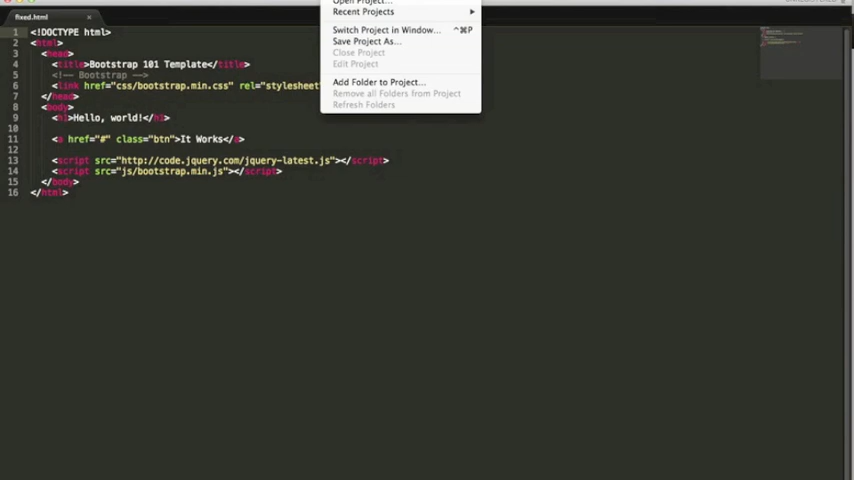 Open Project...
fixed.html ×
Recent Projects
Switch Project in Window... ^⌘P
Save Project As...
Close Project
Edit Project
Add Folder to Project...
Remove all Folders from Project
Refresh Folders
1 <!DOCTYPE html>
2 <html>
3 <head>
4 <title>Bootstrap 101 Template</title>
5 <!-- Bootstrap -->
6 <link href="css/bootstrap.min.css" rel="stylesheet"
7 </head>
8 <body>
9 <h1>Hello, world!</h1>
10
11 <a href="#" class="btn">It Works</a>
12
13 <script src="http://code.jquery.com/jquery-latest.js"></script>
14 <script src="js/bootstrap.min.js"></script>
15 </body>
16 </html>